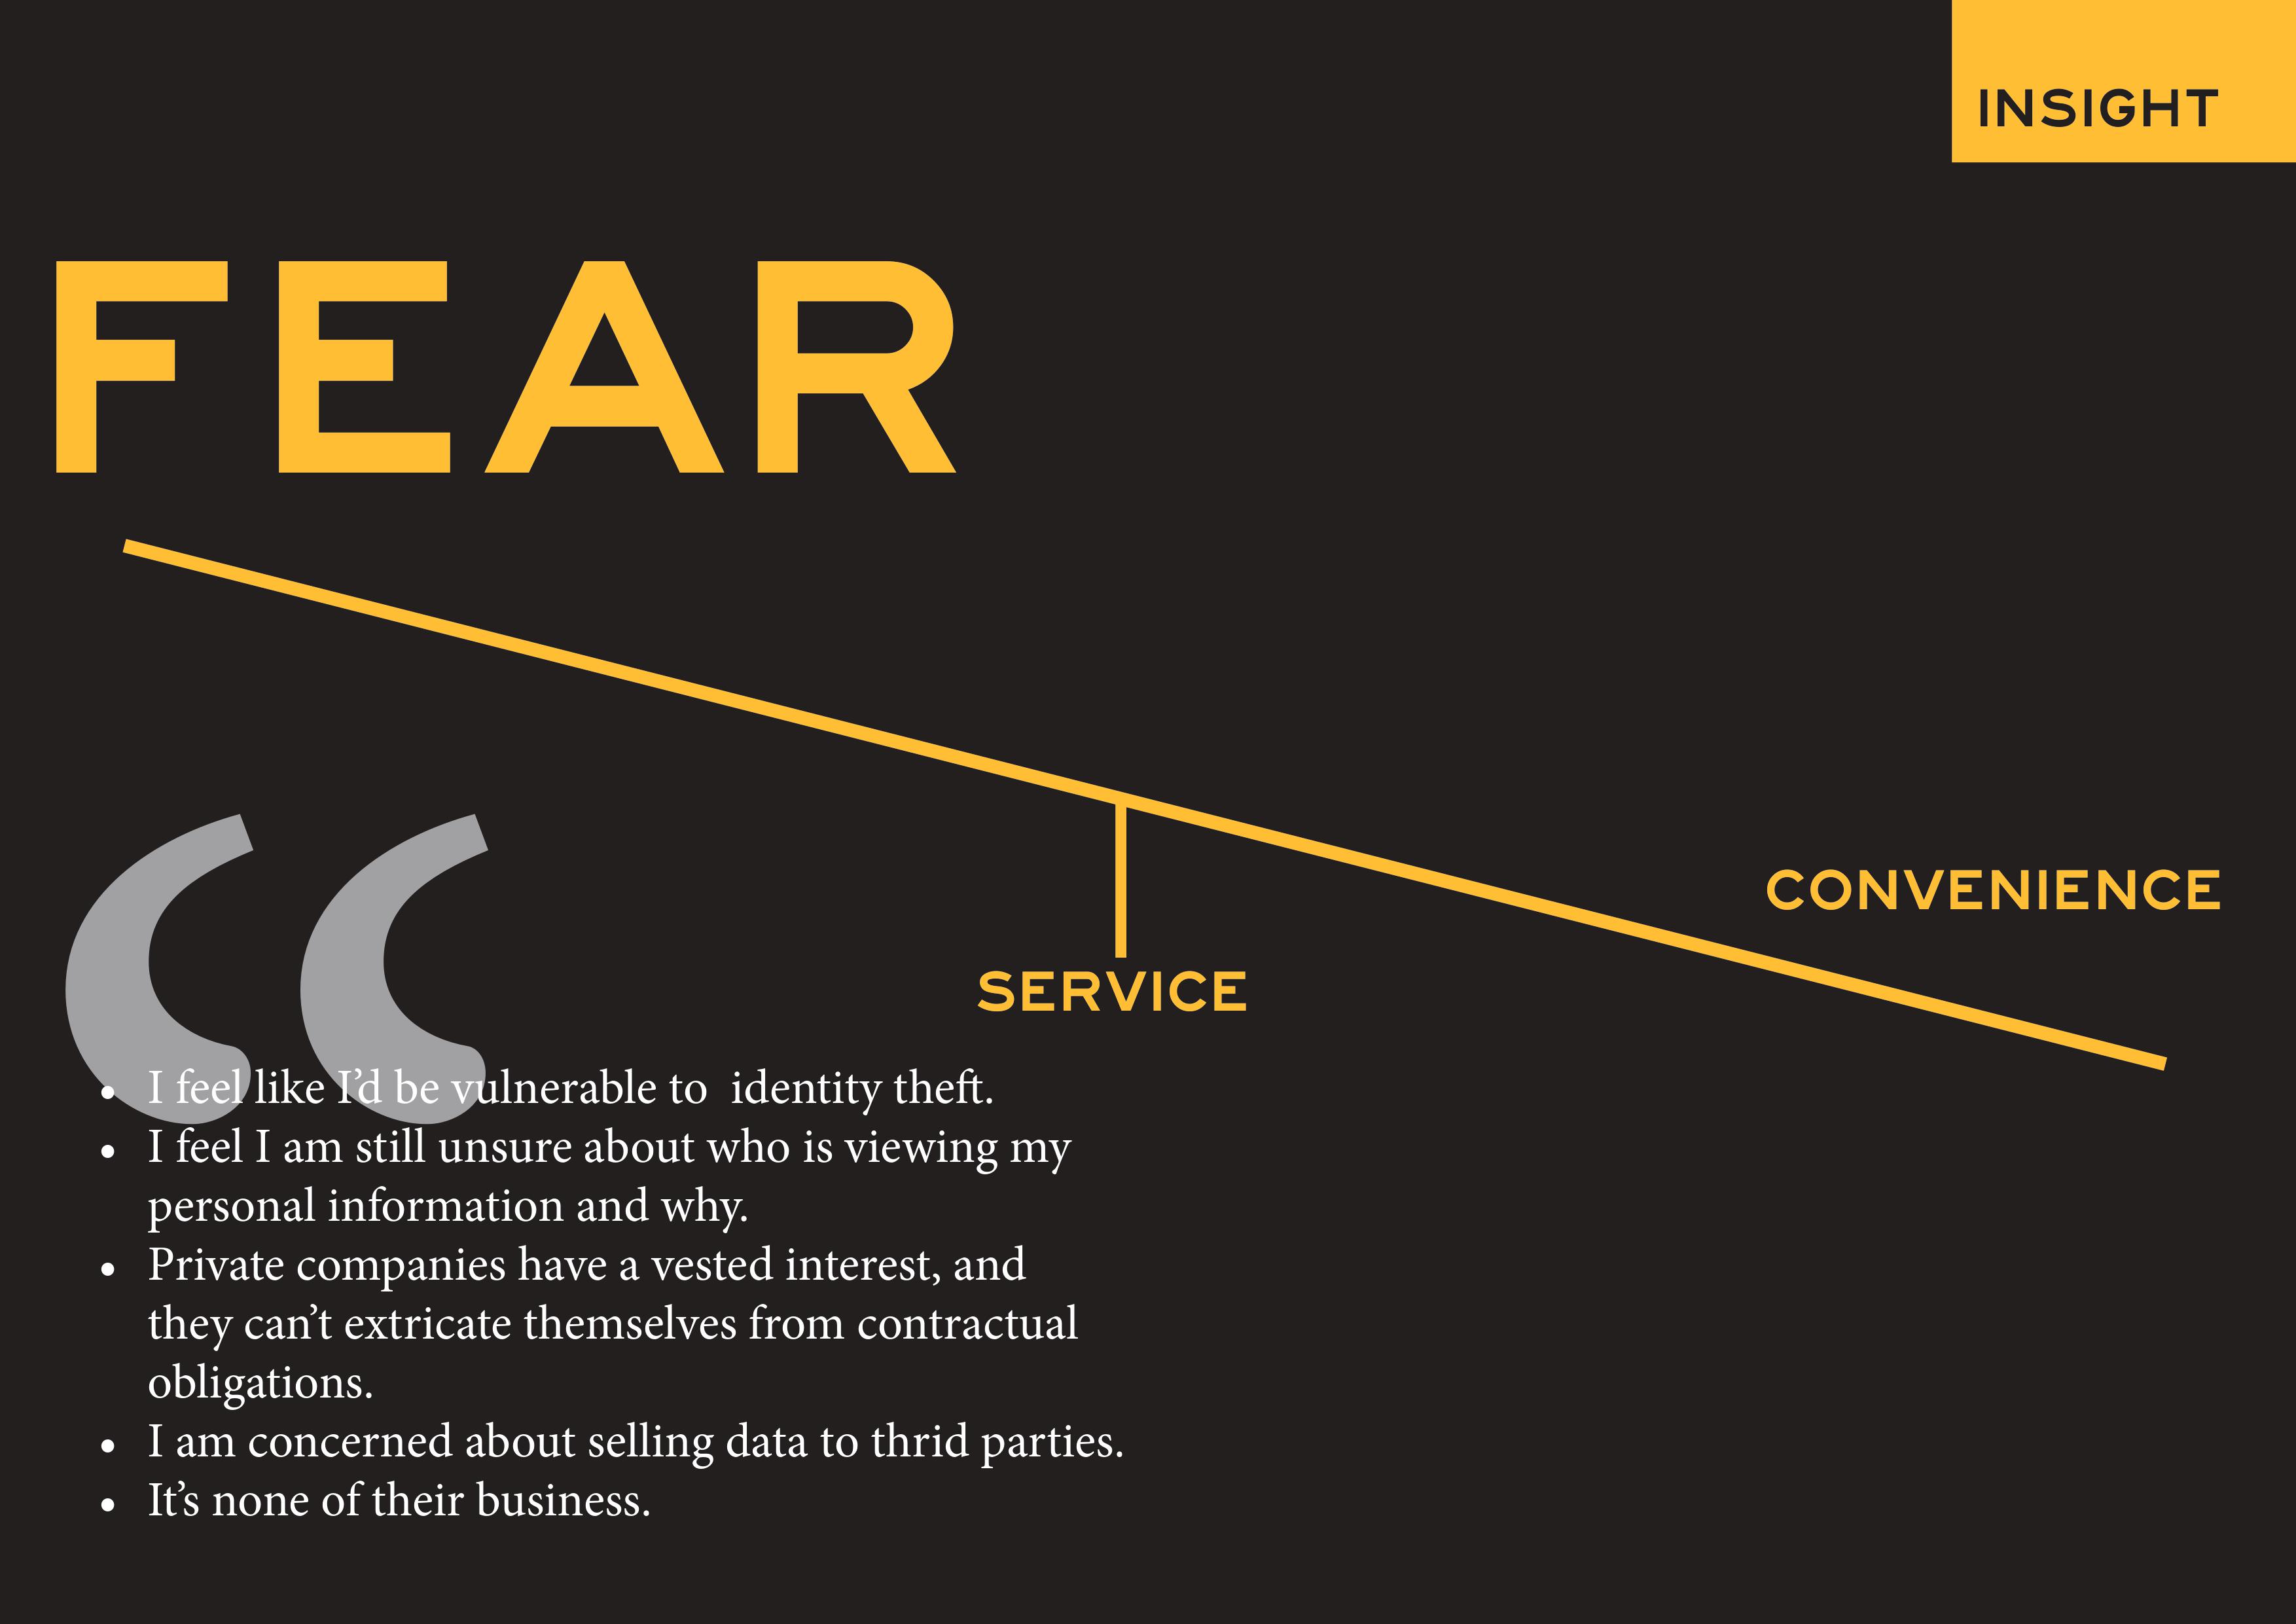 INSIGHT
FEAR
CONVENIENCE
SERVICE
• I feel like I’d be vulnerable to  identity theft.
• I feel I am still unsure about who is viewing my
personal information and why.
• Private companies have a vested interest, and
they can’t extricate themselves from contractual
obligations.
• I am concerned about selling data to thrid parties.
• It’s none of their business.